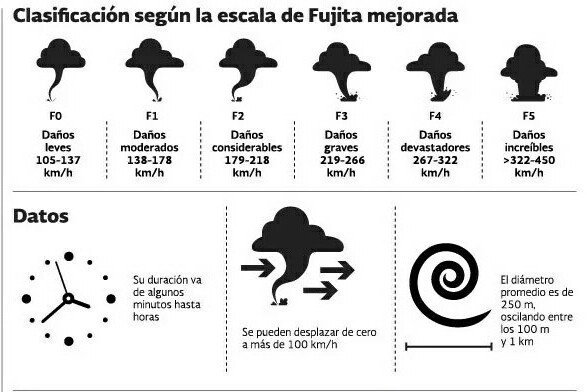 Clasificación según la escala de Fujita mejorada
F0
Daños
leves
105-137
km/h
F1
Daños
moderados
138-178
km/h
F2
Daños
considerables
179-218
km/h
F3
Daños
graves
219-266
km/h
F4
Daños
devastadores
267-322
km/h
F5
Daños
increíbles
>322-450
km/h
Datos
Su duración va
de algunos
minutos hasta
horas
Se pueden desplazar de cero
a más de 100 km/h
El diámetro
promedio es de
250 m,
oscilando entre
los 100 m
y 1 km